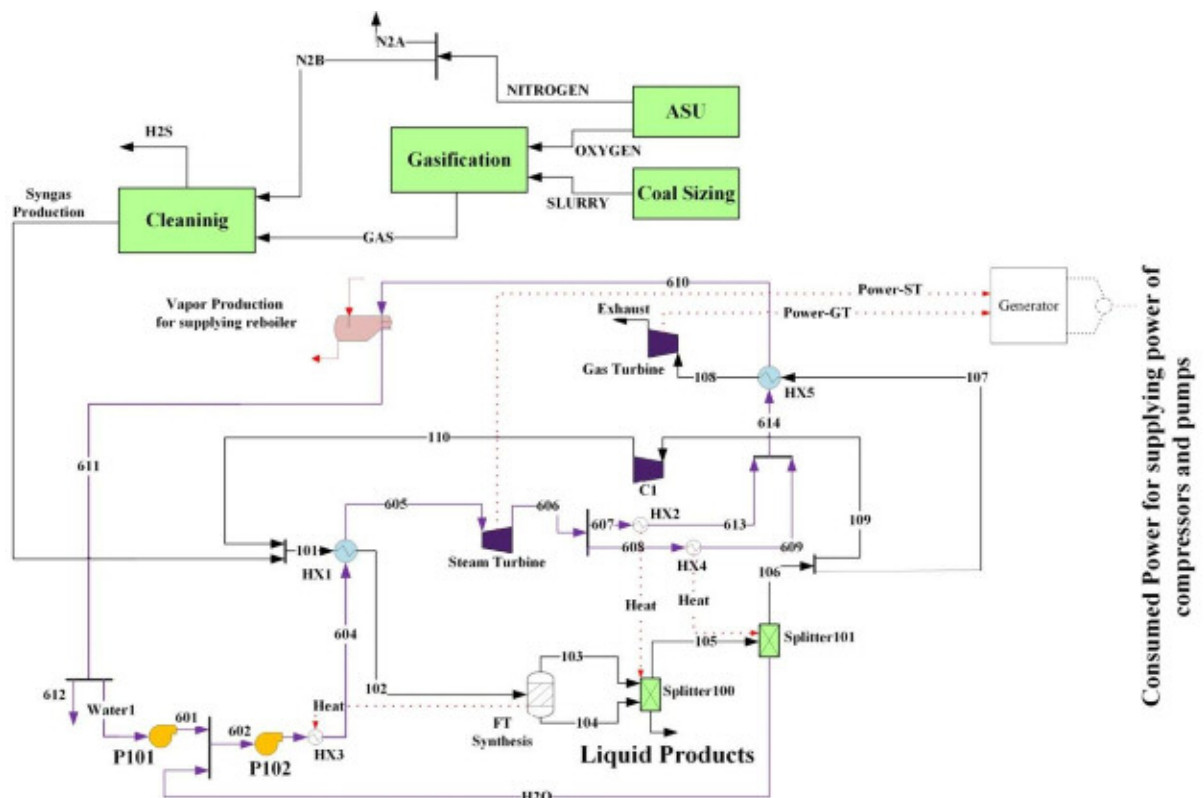 N2A
N2B
NITROGEN
ASU
H2S
OXYGEN
Gasification
Coal Sizing
SLURRY
Syngas
Production
Cleaninig
GAS
610
Power-ST
Vapor Production
for supplying reboiler
Exhaust
Power-GT
Generator
Gas Turbine
108
107
HX5
614
110
C1
611
605
606
607
HX2
613
109
Steam Turbine
608
HX4
609
101
HX1
106
604
Heat
Heat
105
Splitter101
103
102
Splitter100
612
Water1
601
Heat
104
FT
Synthesis
602
P101
P102
HX3
Liquid Products
H2O
Consumed Power for supplying power of
compressors and pumps